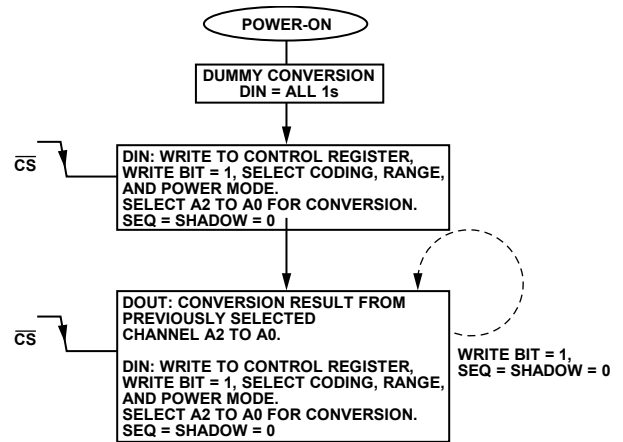 POWER-ON
DUMMY CONVERSION
DIN = ALL 1s
CS
DIN: WRITE TO CONTROL REGISTER,
WRITE BIT = 1, SELECT CODING, RANGE,
AND POWER MODE.
SELECT A2 TO A0 FOR CONVERSION.
SEQ = SHADOW = 0
CS
DOUT: CONVERSION RESULT FROM
PREVIOUSLY SELECTED
CHANNEL A2 TO A0.
DIN: WRITE TO CONTROL REGISTER,
WRITE BIT = 1, SELECT CODING, RANGE,
AND POWER MODE.
SELECT A2 TO A0 FOR CONVERSION.
SEQ = SHADOW = 0
WRITE BIT = 1,
SEQ = SHADOW = 0